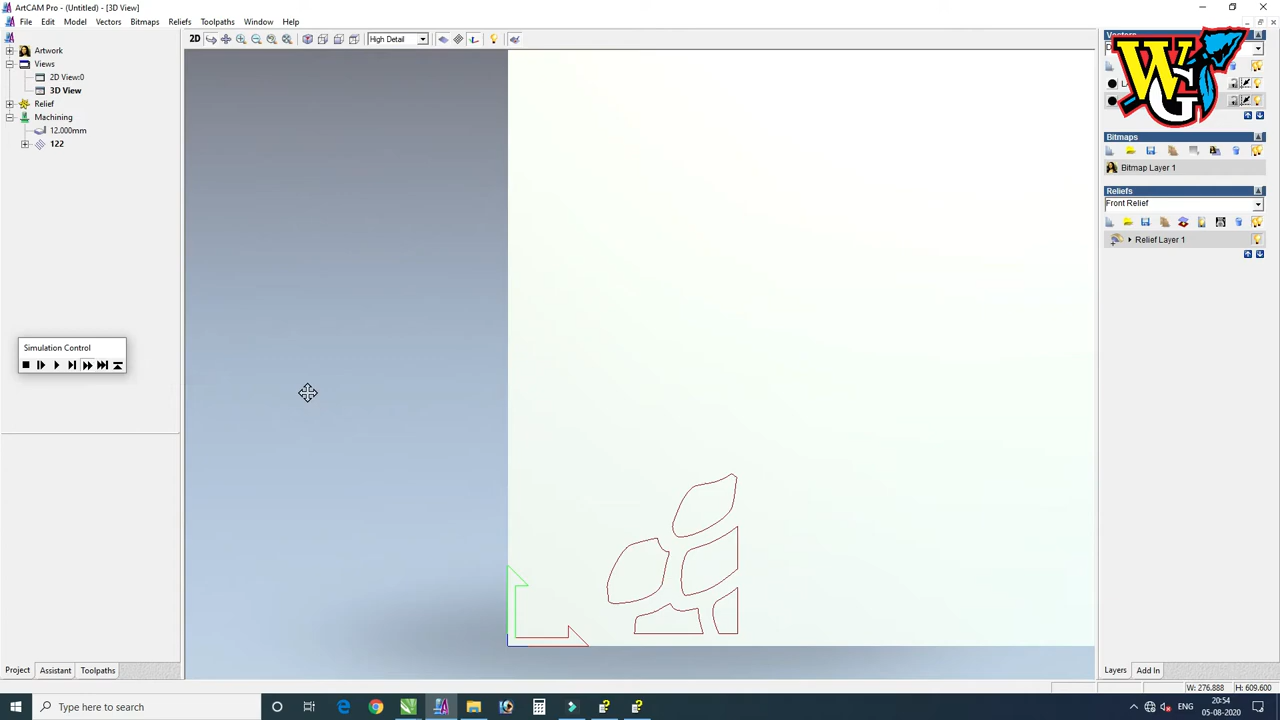 ArtCAM Pro - (Untitled) - [3D View]
File Edit Model Vectors Bitmaps Reliefs Toolpaths Window Help
2D High Detail
Artwork
Views
2D View:0
3D View
Relief
Machining
12.000mm
122
Simulation Control
Vectors
WG
Bitmaps
Bitmap Layer 1
Reliefs
Front Relief
Relief Layer 1
Project Assistant Toolpaths
Layers Add In
W: 276.888 H: 609.600
Type here to search
ENG
20:54
05-08-2020